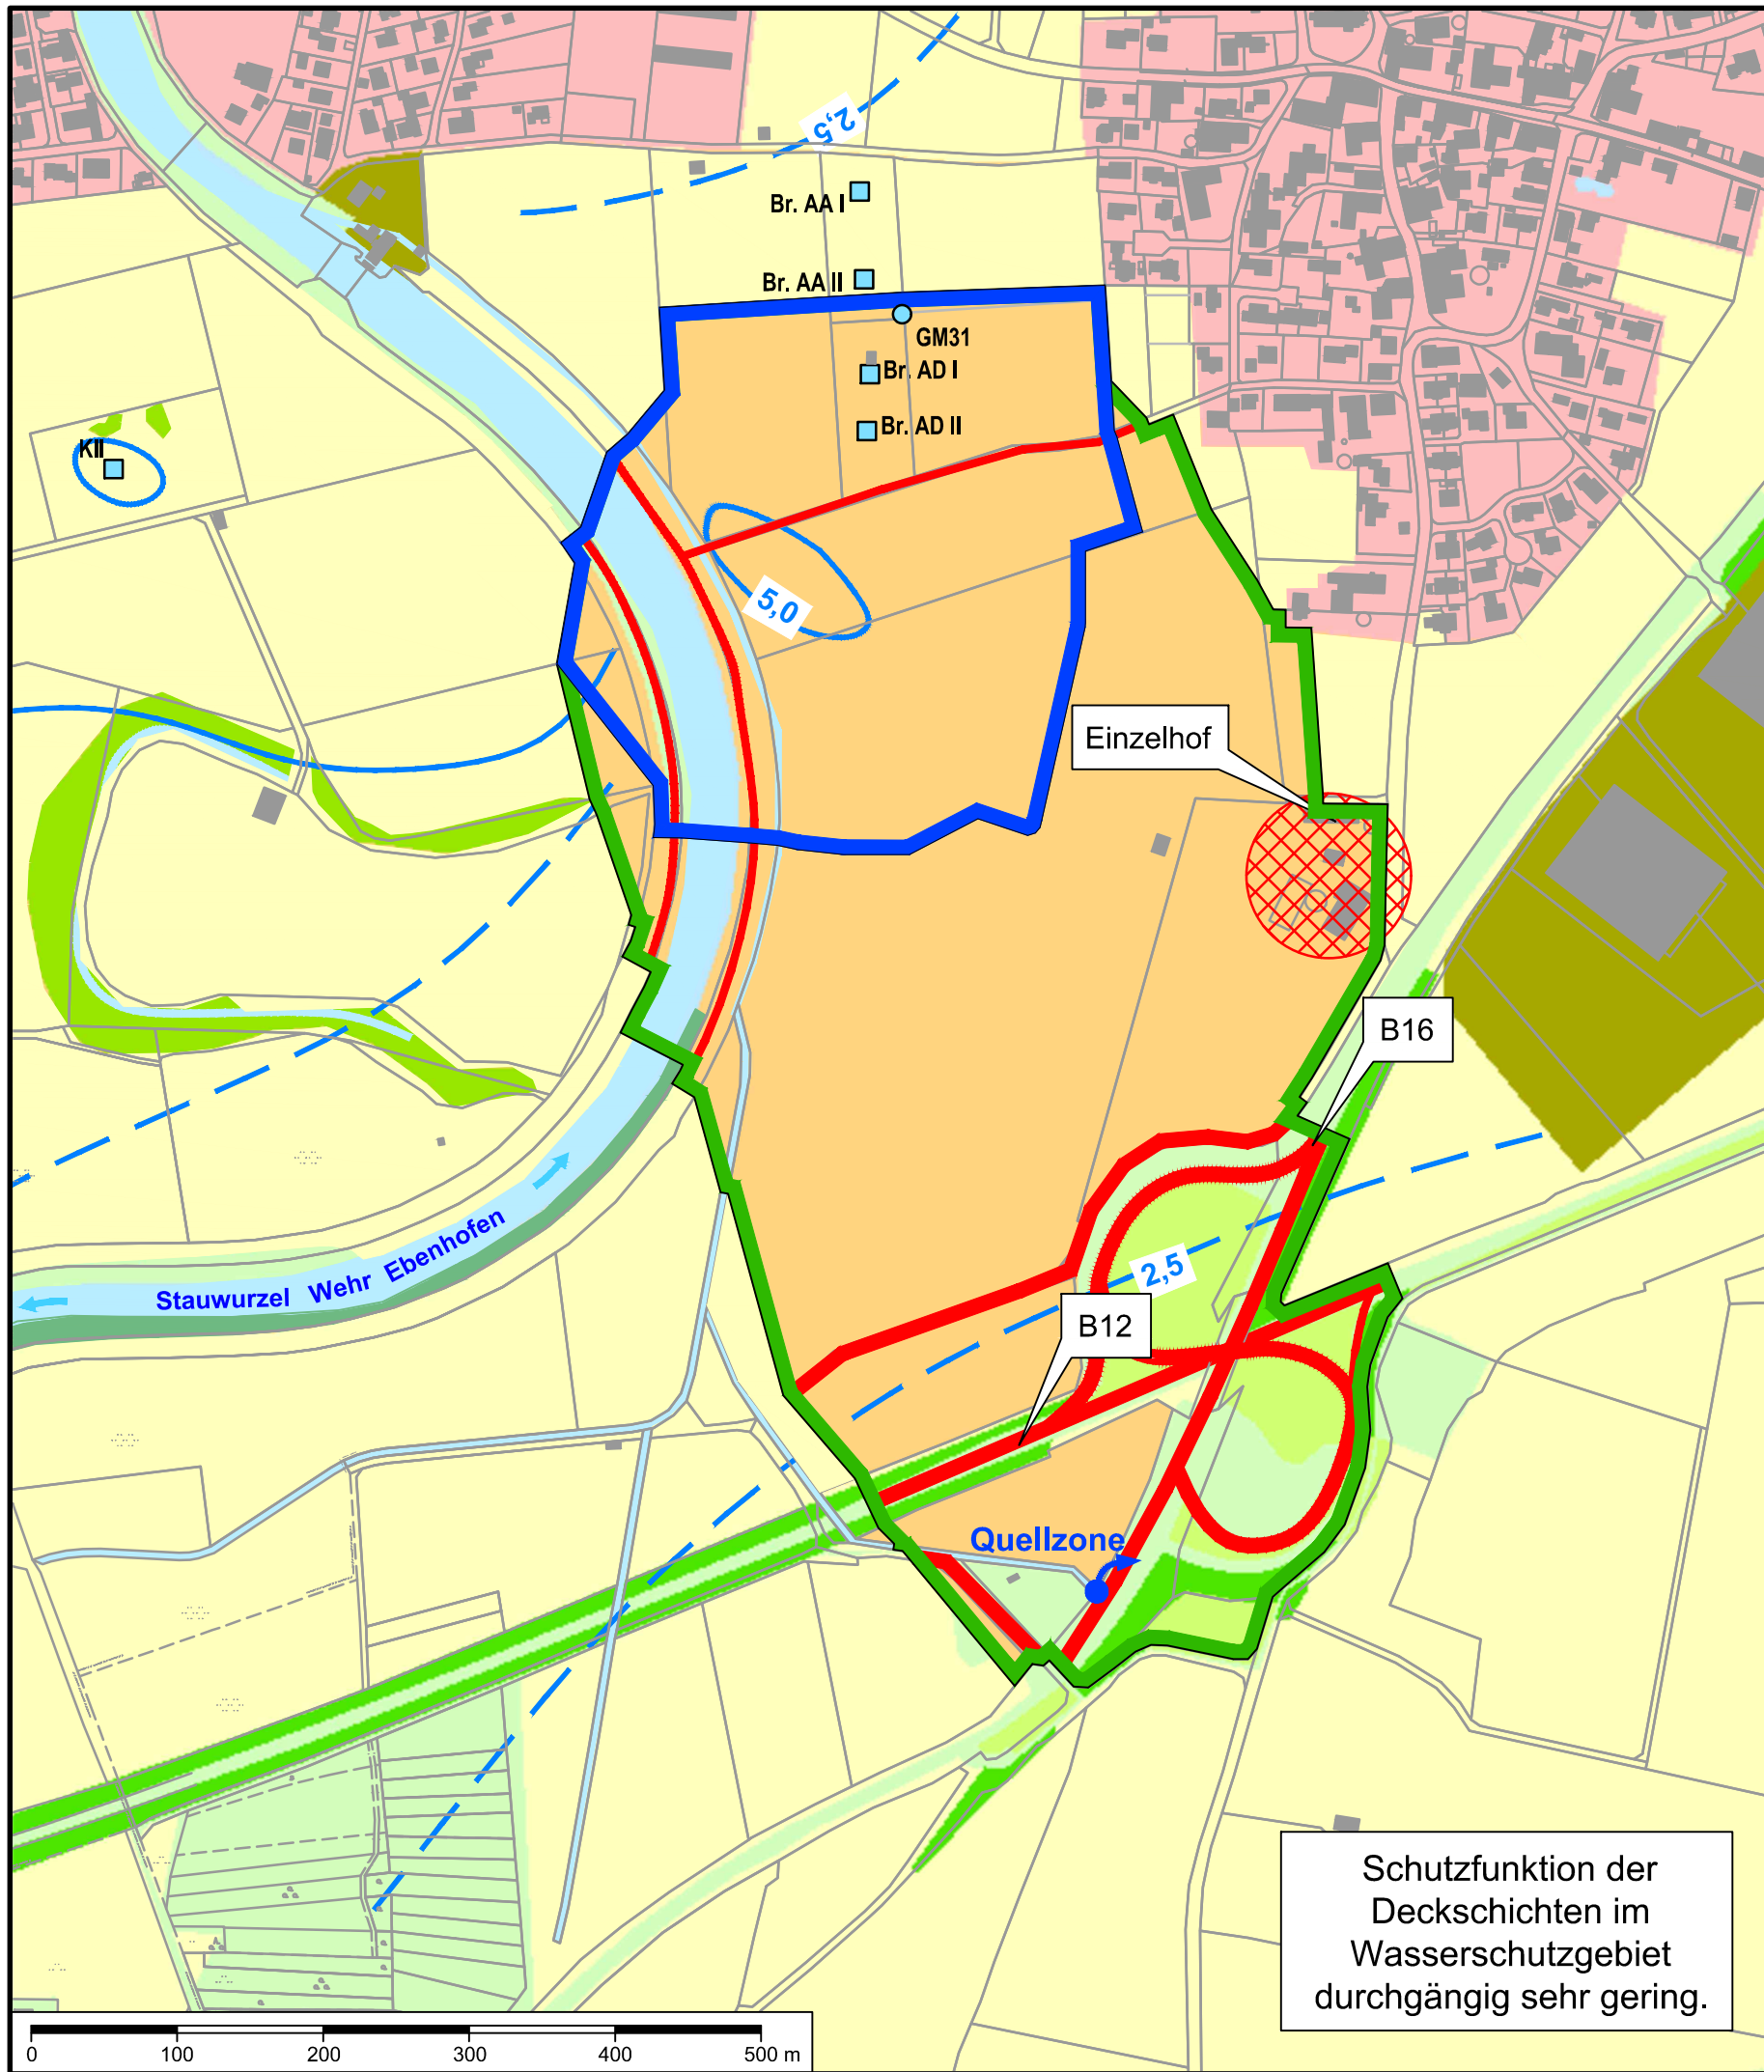 2,5
Br. AA I
Br. AA II
GM31
Br. AD I
Br. AD II
KII
5,0
Einzelhof
B16
Stauwurzel Wehr Ebenhofen
2,5
B12
Quellzone
Schutzfunktion der
Deckschichten im
Wasserschutzgebiet
durchgängig sehr gering.
0 100 200 300 400 500 m